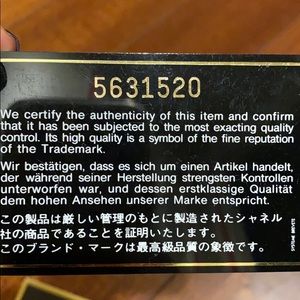 5631520
We certify the authenticity of this item and confirm
that it has been subjected to the most exacting quality
control. Its high quality is a symbol of the fine reputation
of the Trademark.
Wir bestätigen, dass es sich um einen Artikel handelt,
der während seiner Herstellung strengsten Kontrollen
unterworfen war, und dessen erstklassige Qualität
dem hohen Ansehen unserer Marke entspricht.
この製品は厳しい管理のもとに製造されたシャネル
社の商品であることを証明いたします。
このブランド・マークは最高級品質の象徴です。